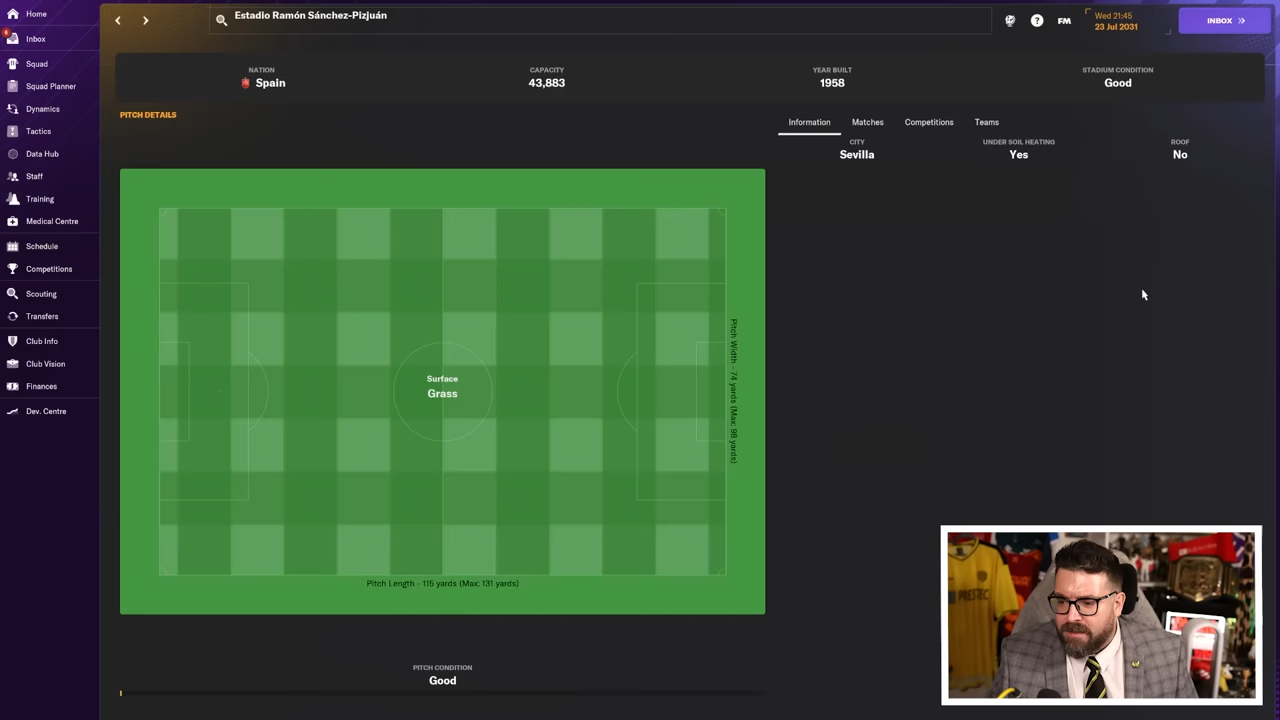 Home
6
Inbox
Squad
Squad Planner
Dynamics
Tactics
Data Hub
Staff
Training
Medical Centre
Schedule
Competitions
Scouting
Transfers
Club Info
Club Vision
Finances
Dev. Centre
Estadio Ramón Sánchez-Pizjuán
?
FM
Wed 21:45
23 Jul 2031
INBOX
NATION
Spain
CAPACITY
43,883
YEAR BUILT
1958
STADIUM CONDITION
Good
PITCH DETAILS
Information
Matches
Competitions
Teams
CITY
Sevilla
UNDER SOIL HEATING
Yes
ROOF
No
Surface
Grass
Pitch Width - 74 yards (Max: 98 yards)
Pitch Length - 115 yards (Max: 131 yards)
PITCH CONDITION
Good
PRESTEC